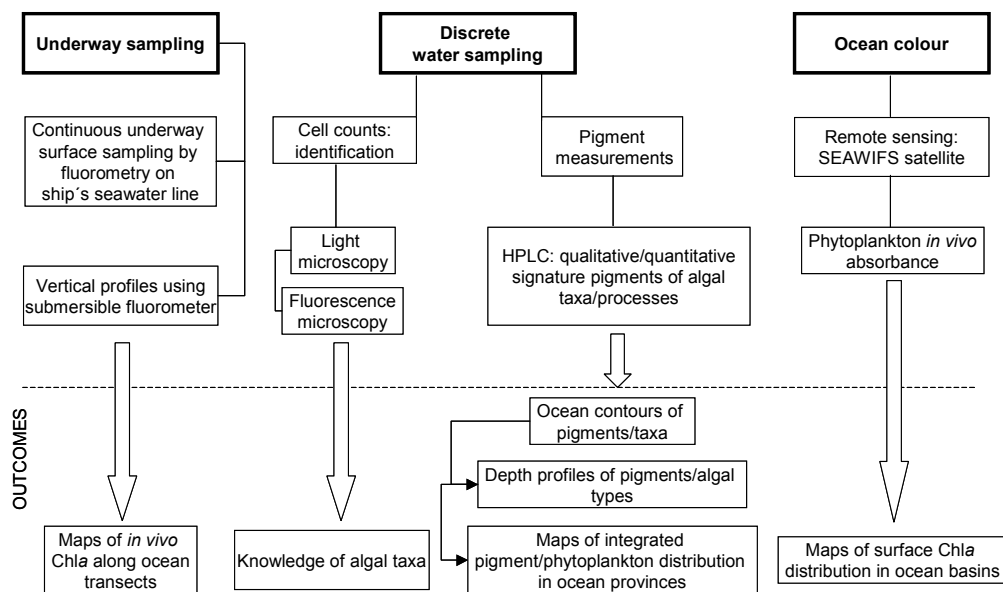 Underway sampling
Discrete
water sampling
Ocean colour
Continuous underway
surface sampling by
fluorometry on
ship´s seawater line
Cell counts:
identification
Pigment
measurements
Remote sensing:
SEAWIFS satellite
Light
microscopy
HPLC: qualitative/quantitative
signature pigments of algal
taxa/processes
Phytoplankton in vivo
absorbance
Vertical profiles using
submersible fluorometer
Fluorescence
microscopy
OUTCOMES
Ocean contours of
pigments/taxa
Depth profiles of pigments/algal
types
Maps of in vivo
Chla along ocean
transects
Knowledge of algal taxa
Maps of integrated
pigment/phytoplankton distribution
in ocean provinces
Maps of surface Chla
distribution in ocean basins